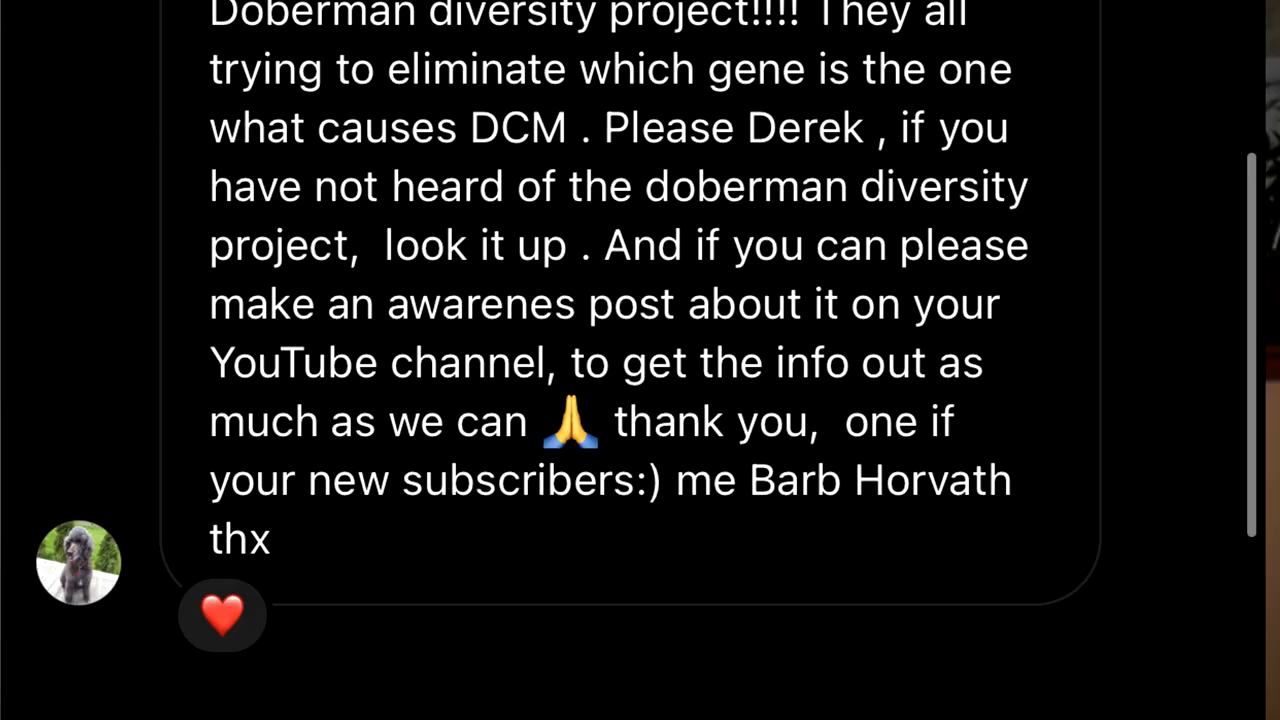 Doberman diversity project!!!! They all
trying to eliminate which gene is the one
what causes DCM . Please Derek , if you
have not heard of the doberman diversity
project,  look it up . And if you can please
make an awarenes post about it on your
YouTube channel, to get the info out as
much as we can 🙏 thank you,  one if
your new subscribers:) me Barb Horvath
thx